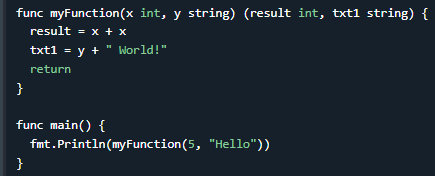 func myFunction(x int, y string) (result int, txt1 string) {
  result = x + x
  txt1 = y + " World!"
  return
}

func main() {
  fmt.Println(myFunction(5, "Hello"))
}